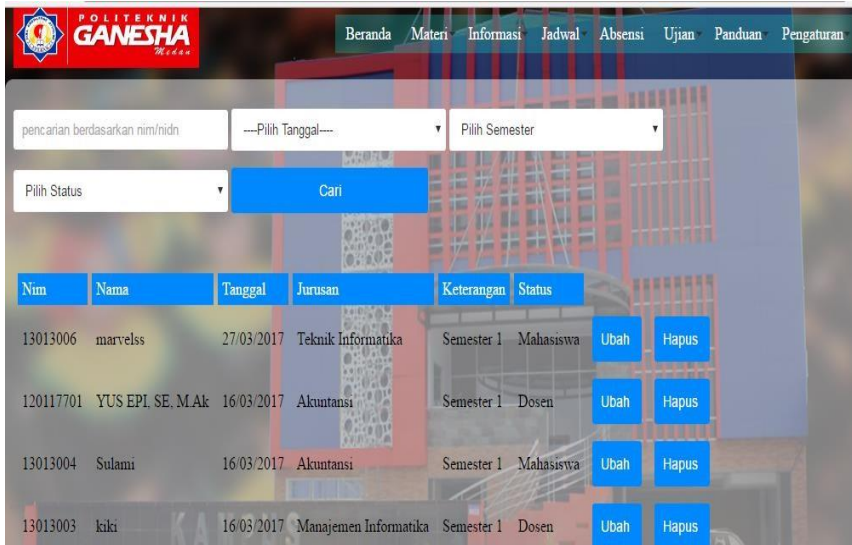 POLITEKNIK
GANESHA
Medan
Beranda Materi Informasi Jadwal Absensi Ujian Panduan Pengaturan
pencarian berdasarkan nim/nidn ----Pilih Tanggal---- Pilih Semester
Pilih Status Cari
Nim Nama Tanggal Jurusan Keterangan Status
13013006 marvelss 27/03/2017 Teknik Informatika Semester 1 Mahasiswa Ubah Hapus
120117701 YUS EPI, SE, M.Ak 16/03/2017 Akuntansi Semester 1 Dosen Ubah Hapus
13013004 Sulami 16/03/2017 Akuntansi Semester 1 Mahasiswa Ubah Hapus
13013003 kiki 16/03/2017 Manajemen Informatika Semester 1 Dosen Ubah Hapus